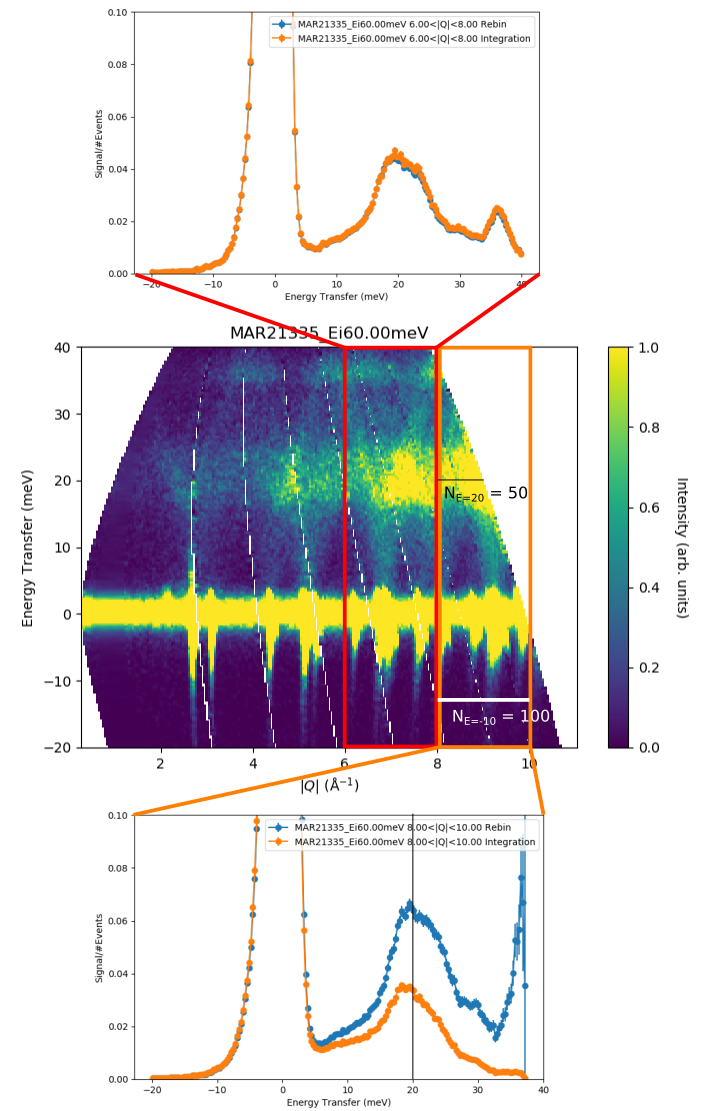 0.10
0.08
0.06
0.04
0.02
0.00
Signal/#Events
MAR21335_Ei60.00meV 6.00<|Q|<8.00 Rebin
MAR21335_Ei60.00meV 6.00<|Q|<8.00 Integration
−20 −10 0 10 20 30 40
Energy Transfer (meV)
MAR21335_Ei60.00meV
40
30
20
10
0
−10
−20
Energy Transfer (meV)
N_E=20 = 50
N_E=-10 = 100
2 4 6 8 10
|Q| (Å⁻¹)
1.0
0.8
0.6
0.4
0.2
0.0
Intensity (arb. units)
0.10
0.08
0.06
0.04
0.02
0.00
Signal/#Events
MAR21335_Ei60.00meV 8.00<|Q|<10.00 Rebin
MAR21335_Ei60.00meV 8.00<|Q|<10.00 Integration
−20 −10 0 10 20 30 40
Energy Transfer (meV)